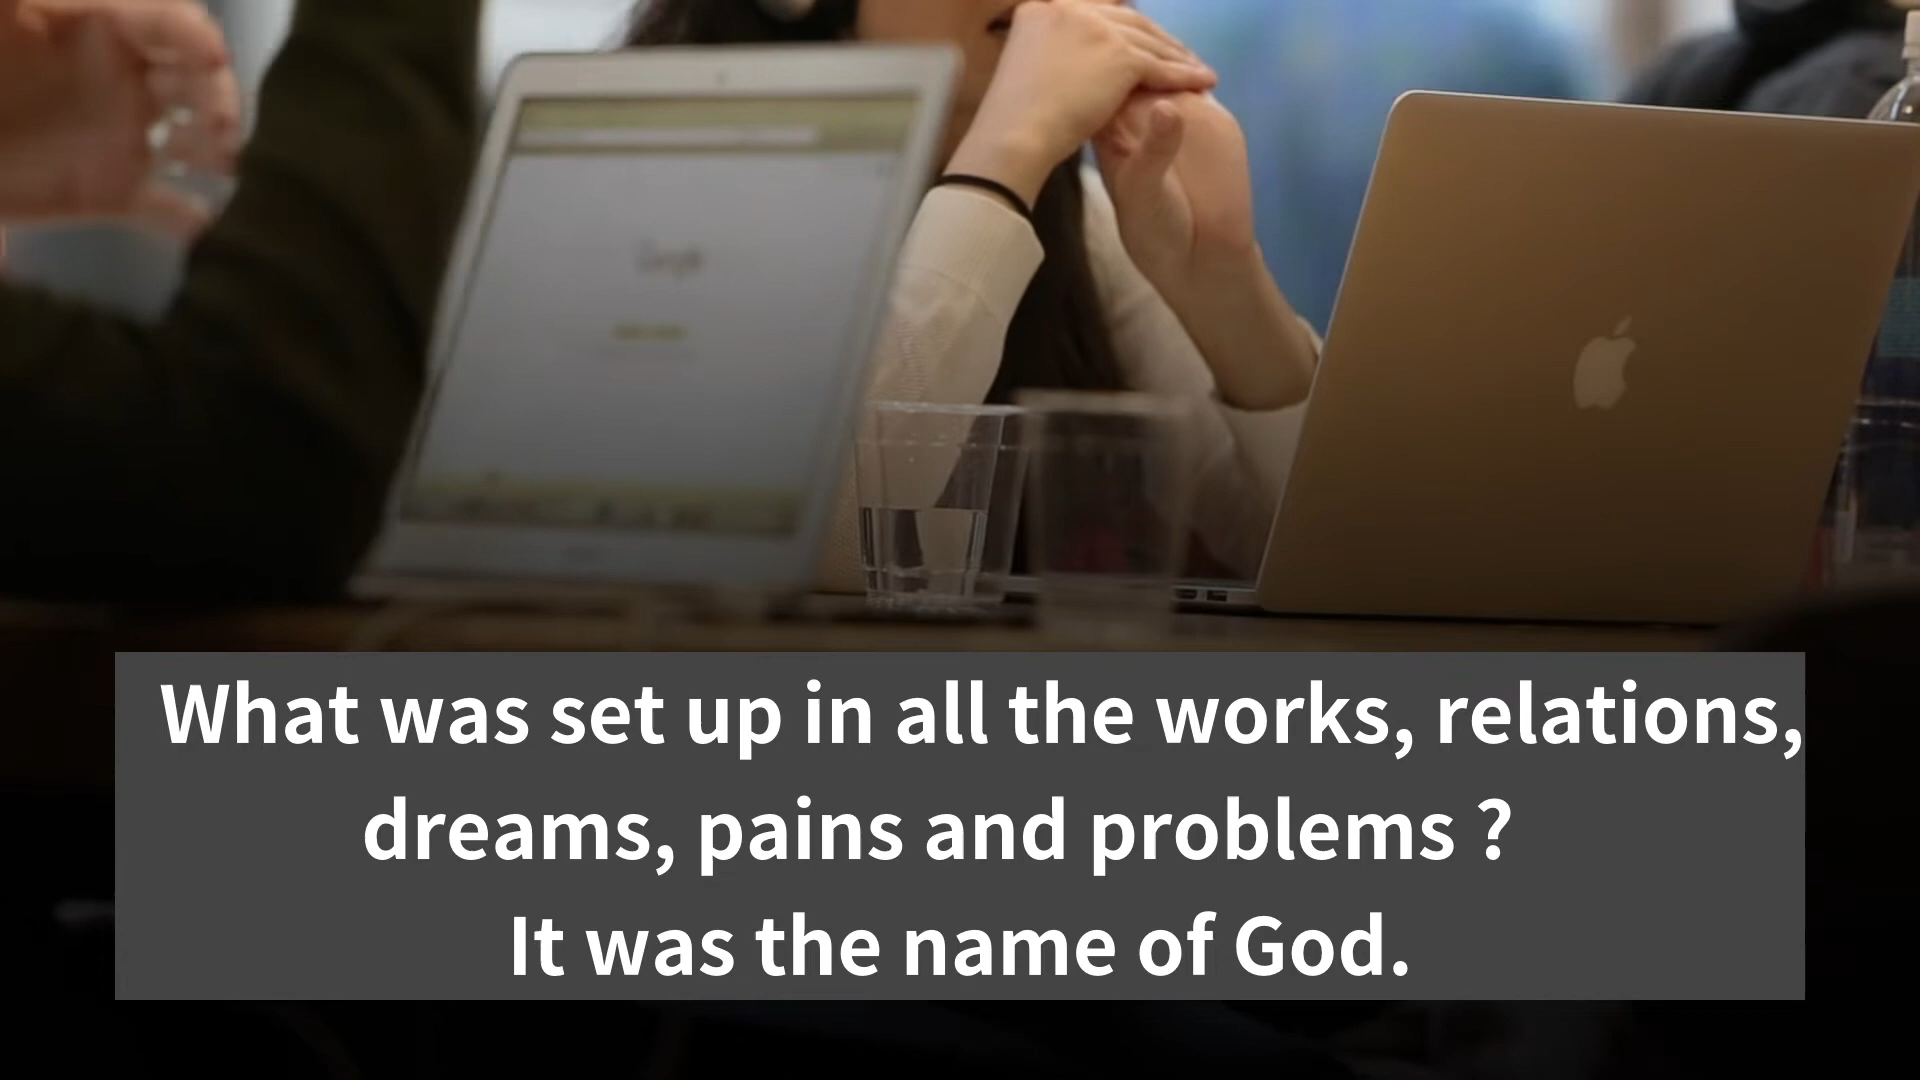 What was set up in all the works, relations,
dreams, pains and problems ?
It was the name of God.